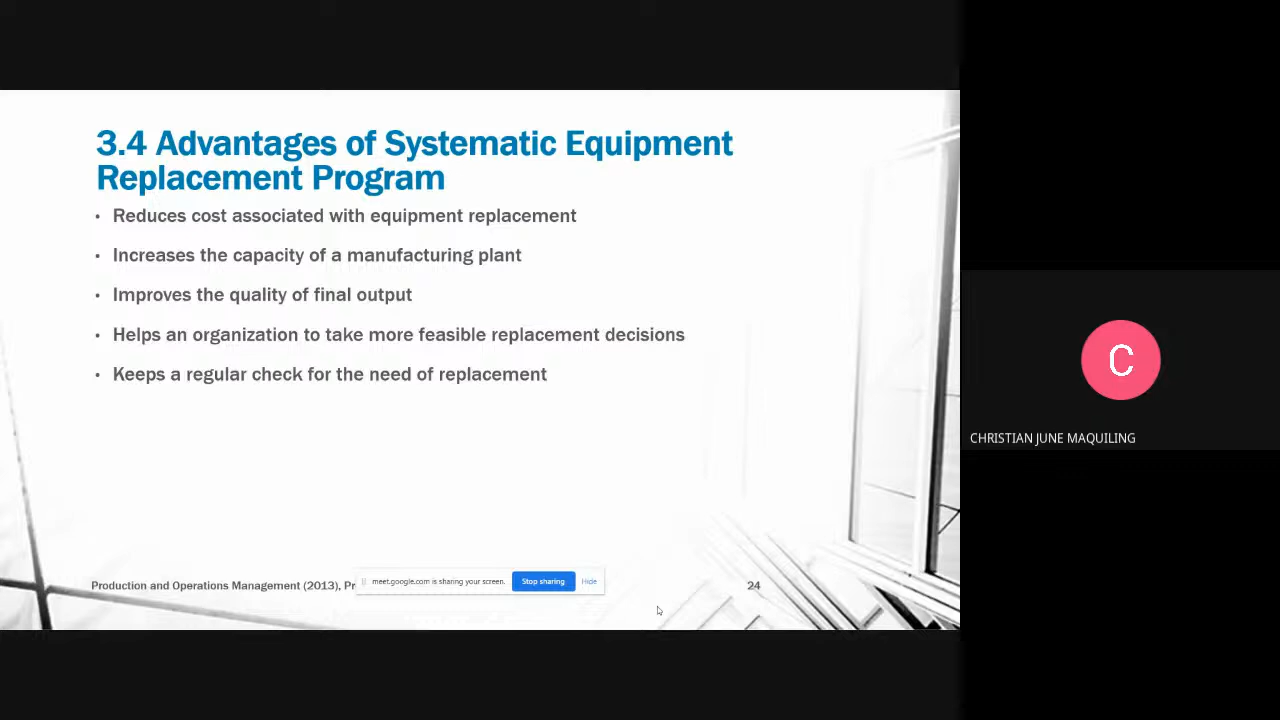 3.4 Advantages of Systematic Equipment
Replacement Program
• Reduces cost associated with equipment replacement
• Increases the capacity of a manufacturing plant
• Improves the quality of final output
• Helps an organization to take more feasible replacement decisions
• Keeps a regular check for the need of replacement
Production and Operations Management (2013), Pr
meet.google.com is sharing your screen. Stop sharing Hide
24
C
CHRISTIAN JUNE MAQUILING